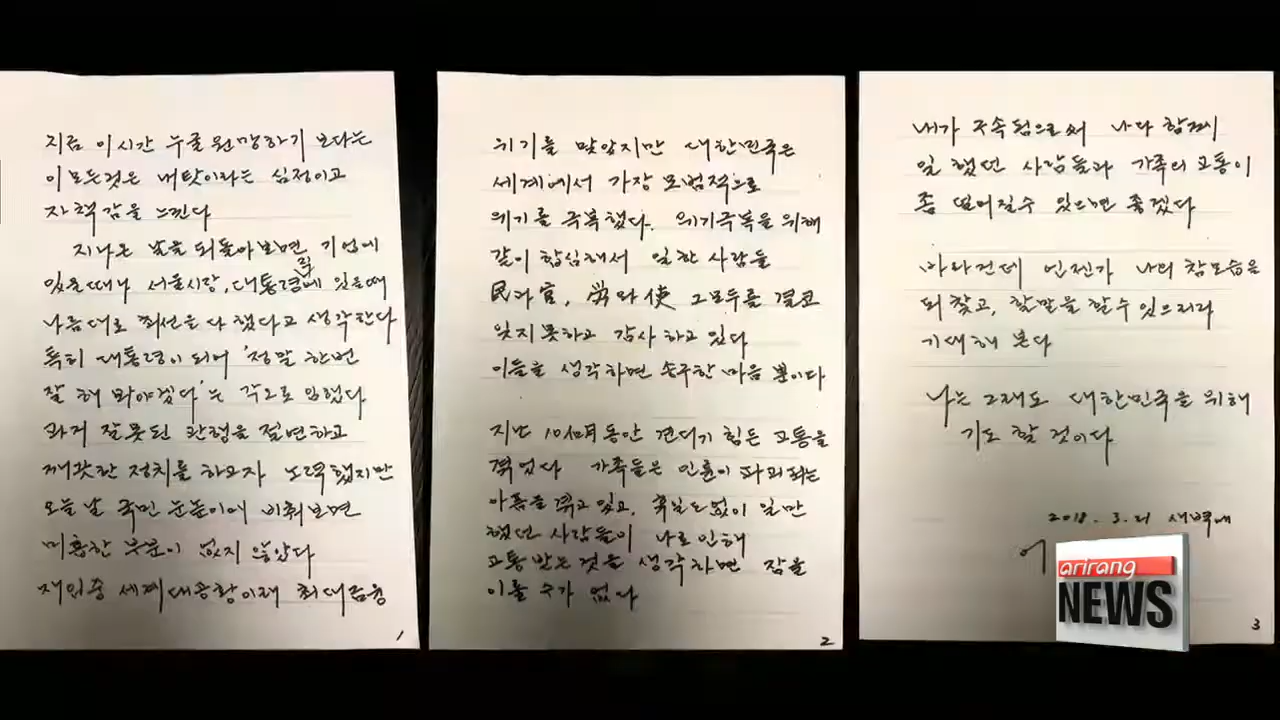 지금 이시간 누굴 원망하기 보다는
이 모든것은 내탓이라는 심정이고
자책감을 느낀다
지나온 날을 되돌아보면, 기업에
있을때나 서울시장, 대통령직에 있을때
나름대로 최선을 다했다고 생각한다
특히 대통령이 되어 '정말 한번
잘 해 봐야겠다'는 각오로 임했다
과거 잘못된 관행을 절연하고
깨끗한 정치를 하고자 노력했지만
오늘날 국민 눈높이에 비춰보면
미흡한 부분이 없지 않았다
재임중 세계대공황이래 최대금융
1
위기를 맞았지만 대한민국은
세계에서 가장 모범적으로
위기를 극복했다. 위기극복을 위해
같이 합심해서 일한 사람들
民과 官, 勞와 使 그모두를 결코
잊지못하고 감사하고 있다
이들을 생각하면 송구한 마음 뿐이다
지난 10개월 동안 견디기 힘든 고통을
겪었다 가족들은 인륜이 파괴되는
아픔을 겪고 있고, 휴일도 없이 일만
했던 사람들이 나로 인해
고통받는 것을 생각하면 잠을
이룰 수가 없다
2
내가 구속됨으로써 나와 함께
일했던 사람들과 가족의 고통이
좀 덜어질수 있으면 좋겠다
바라건데 언젠가 나의 참모습을
되찾고, 할말을 할 수 있으리라
기대해 본다
나는 그래도 대한민국을 위해
기도 할 것이다
2018. 3. 21 새벽에
이
3
arirang
NEWS